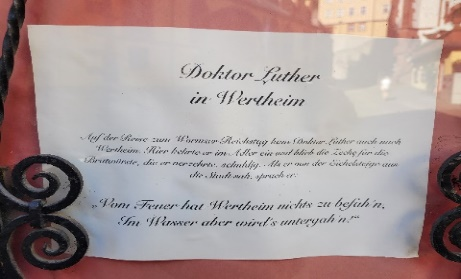 Doktor Luther
in Wertheim
Auf der Reise zum Wormser Reichstag kam Doktor Luther auch nach
Wertheim. Hier kehrte er im Adler ein und blieb die Zeche für die
Bratwürste, die er verzehrte, schuldig. Als er von der Eichelsteige aus
die Stadt sah, sprach er:
„Vom Feuer hat Wertheim nichts zu befahr'n,
Im Wasser aber wird's untergah'n!“